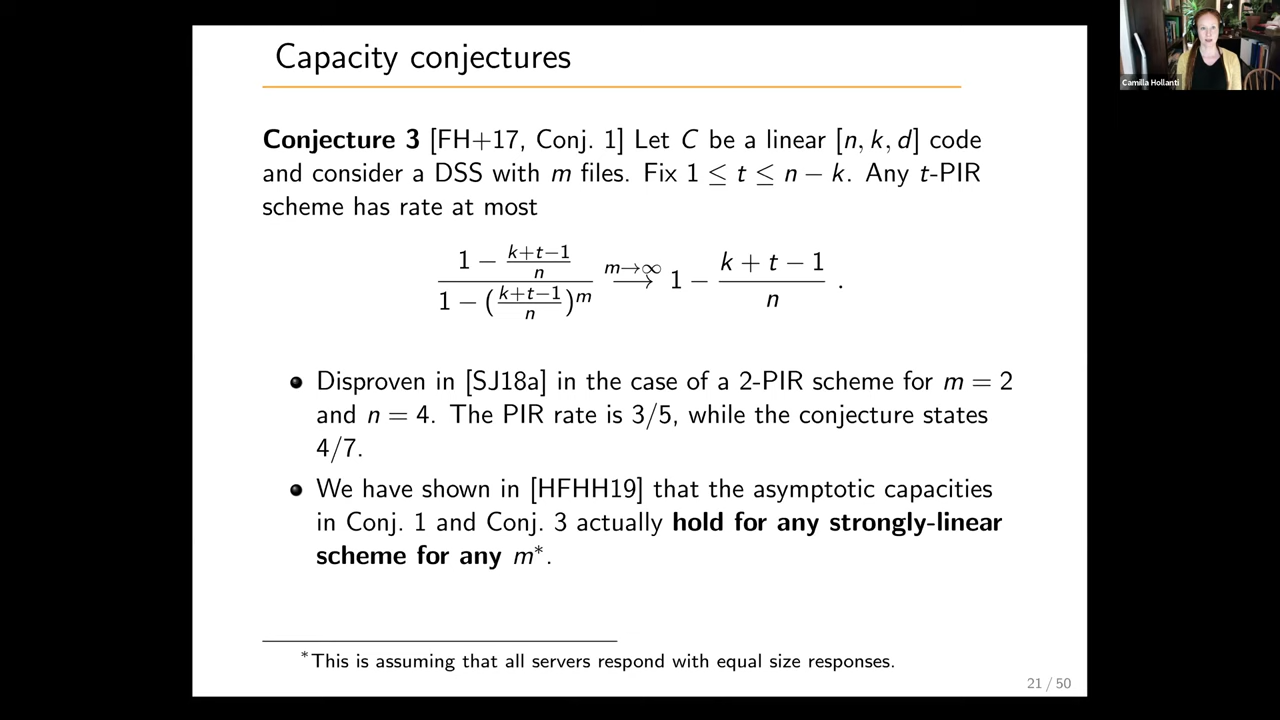 Capacity conjectures
Camilla Hollanti
Conjecture 3 [FH+17, Conj. 1] Let C be a linear [n, k, d] code
and consider a DSS with m files. Fix 1 ≤ t ≤ n − k. Any t-PIR
scheme has rate at most
\frac{1 - \frac{k+t-1}{n}}{1 - (\frac{k+t-1}{n})^m} \xrightarrow{m→∞} 1 - \frac{k+t-1}{n} .
● Disproven in [SJ18a] in the case of a 2-PIR scheme for m = 2
and n = 4. The PIR rate is 3/5, while the conjecture states
4/7.
● We have shown in [HFHH19] that the asymptotic capacities
in Conj. 1 and Conj. 3 actually hold for any strongly-linear
scheme for any m*.
*This is assuming that all servers respond with equal size responses.
21 / 50